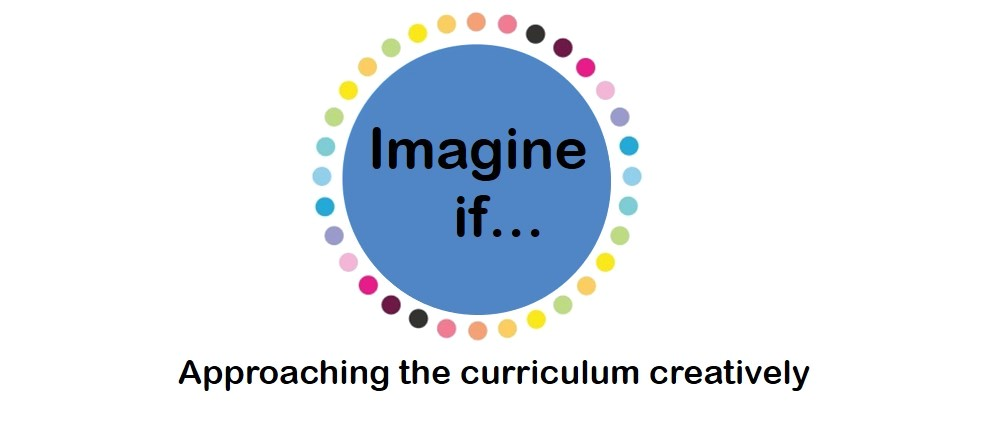 Imagine
if...
Approaching the curriculum creatively